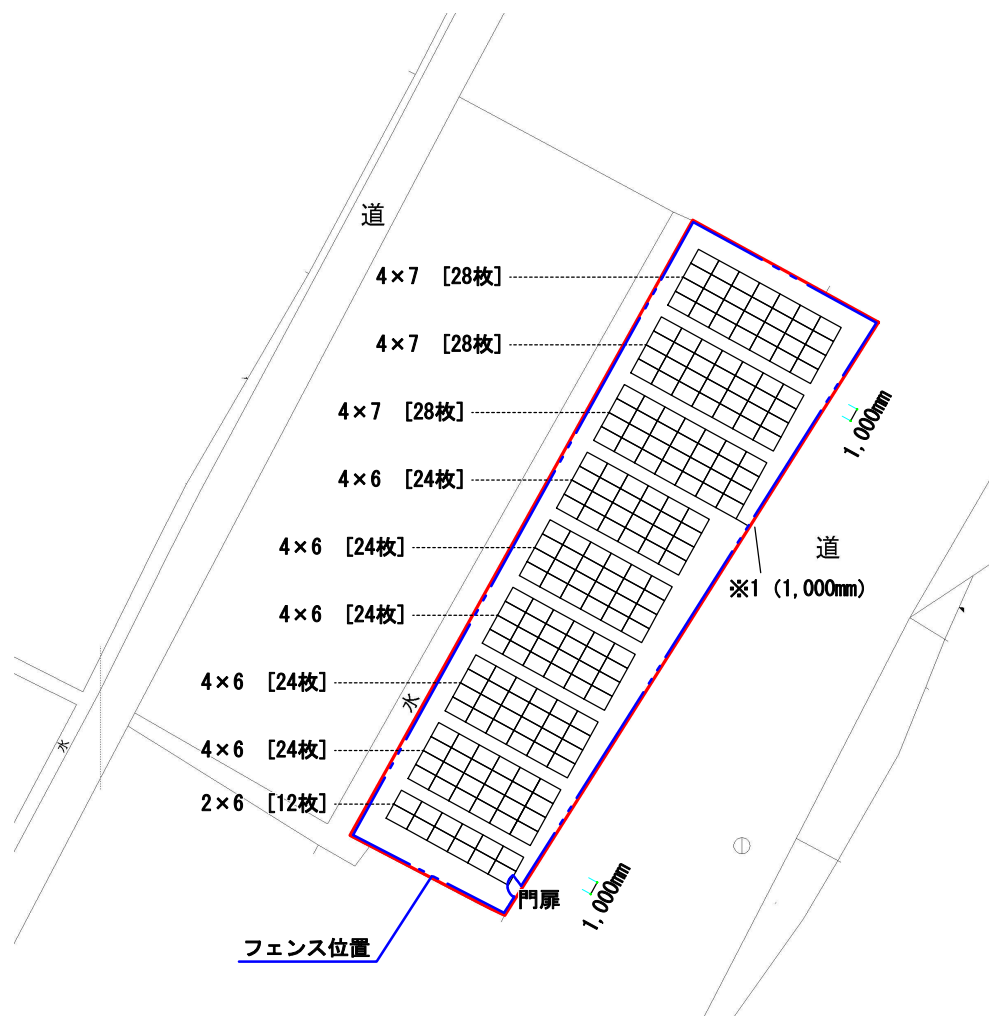 道
4×7 [28枚]
4×7 [28枚]
4×7 [28枚]
1,000mm
4×6 [24枚]
4×6 [24枚]
道
※1 (1,000mm)
4×6 [24枚]
4×6 [24枚]
水
水
4×6 [24枚]
2×6 [12枚]
門扉
1,000mm
フェンス位置